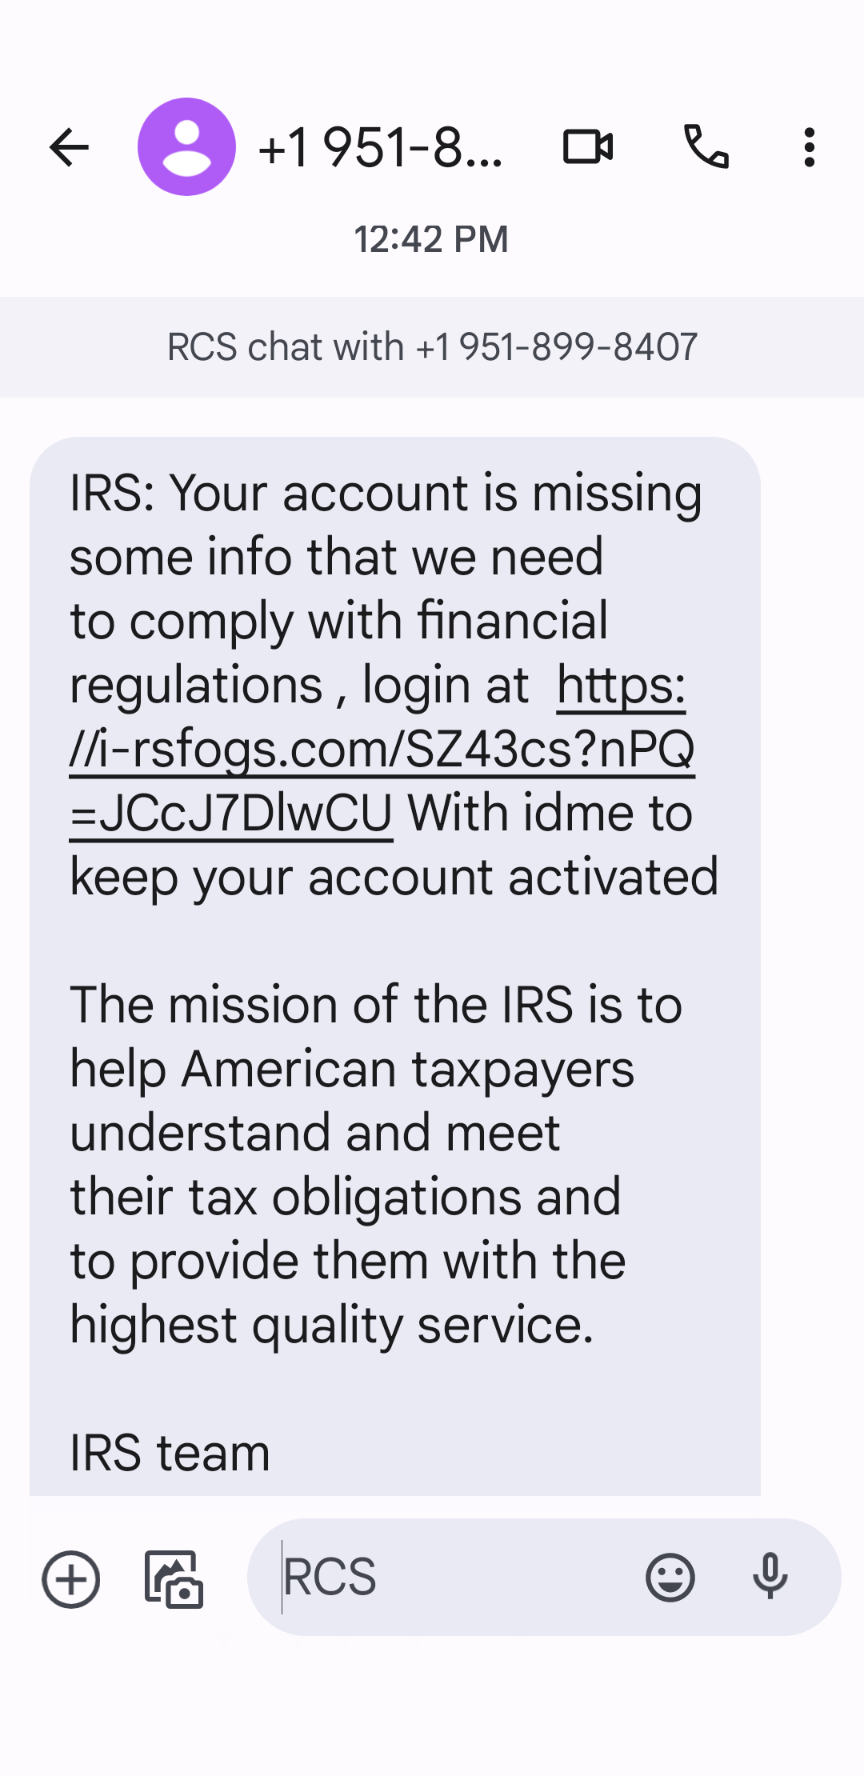 +1 951-8...
12:42 PM
RCS chat with +1 951-899-8407
IRS: Your account is missing
some info that we need
to comply with financial
regulations , login at  https:
//i-rsfogs.com/SZ43cs?nPQ
=JCcJ7DlwCU With idme to
keep your account activated
The mission of the IRS is to
help American taxpayers
understand and meet
their tax obligations and
to provide them with the
highest quality service.
IRS team
RCS